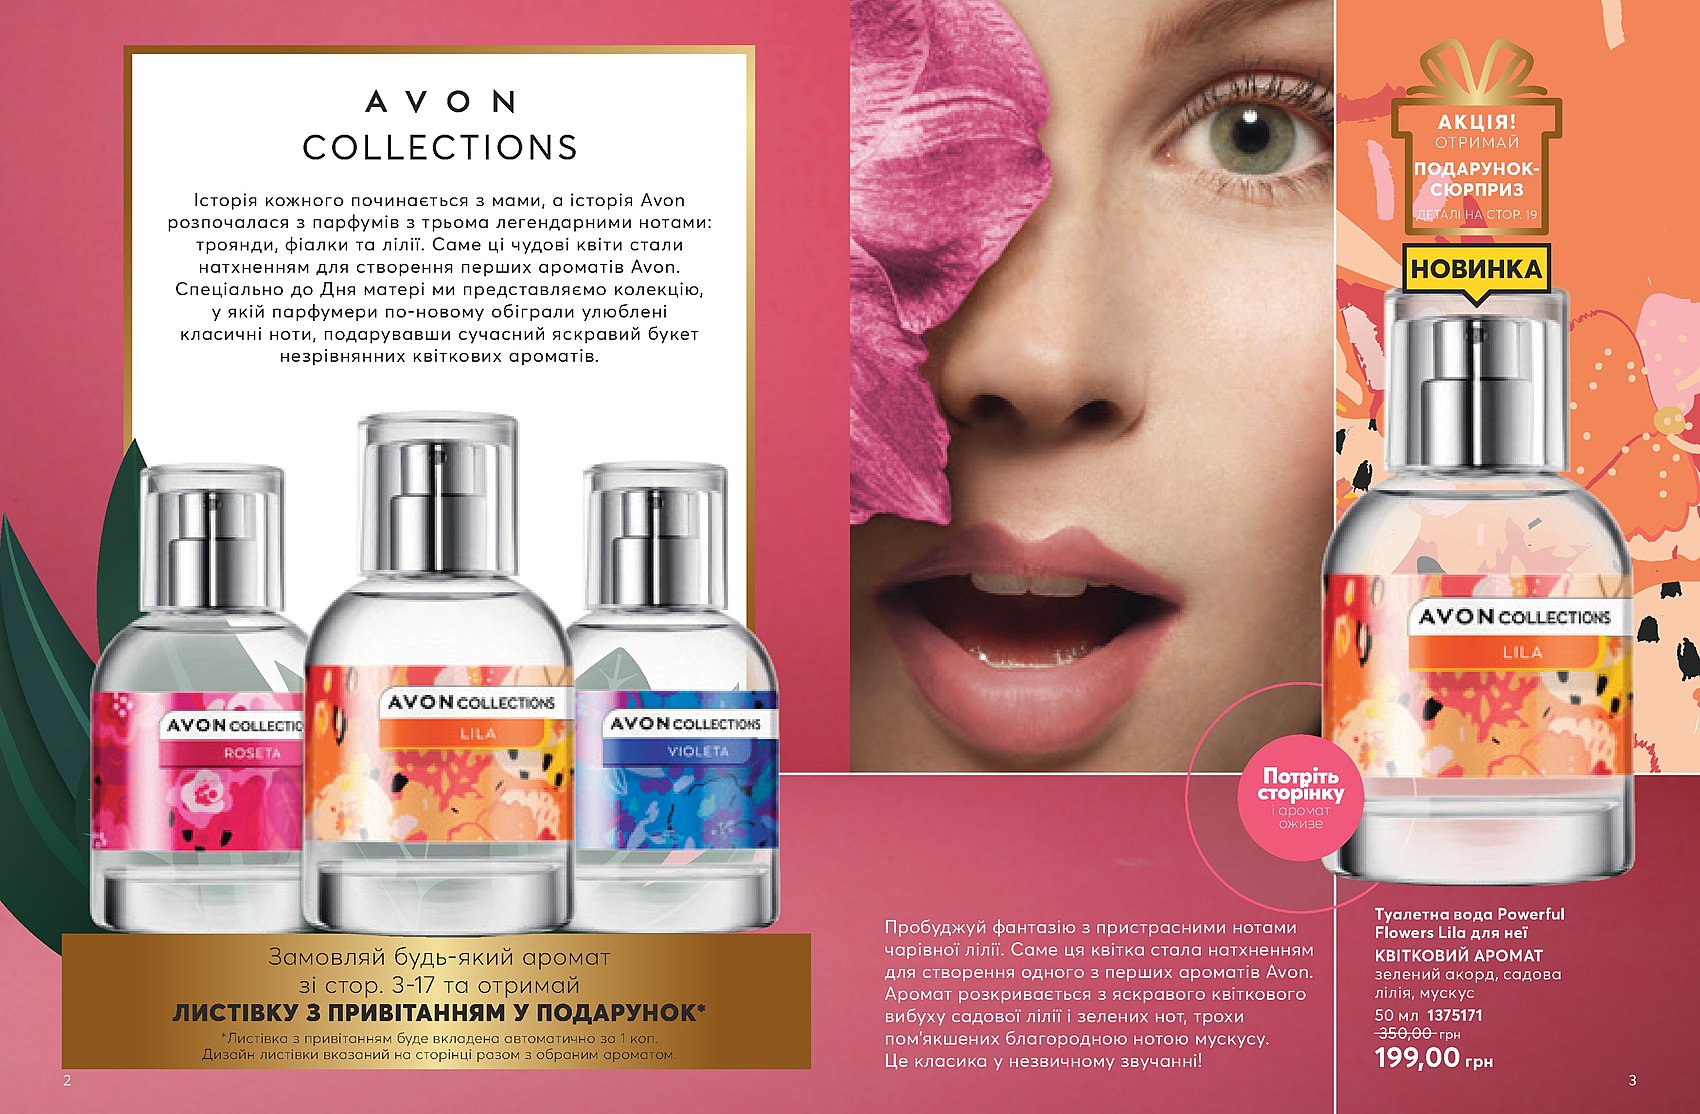 AVON
COLLECTIONS
Історія кожного починається з мами, а історія Avon
розпочалася з парфумів з трьома легендарними нотами:
троянди, фіалки та лілії. Саме ці чудові квіти стали
натхненням для створення перших ароматів Avon.
Спеціально до Дня матері ми представляємо колекцію,
у якій парфумери по-новому обіграли улюблені
класичні ноти, подарувавши сучасний яскравий букет
незрівнянних квіткових ароматів.
AVON COLLECTIO
ROSETA
AVON COLLECTIONS
LILA
AVON COLLECTIONS
VIOLETA
Замовляй будь-який аромат
зі стор. 3-17 та отримай
ЛИСТІВКУ З ПРИВІТАННЯМ У ПОДАРУНОК*
*Листівка з привітанням буде вкладена автоматично за 1 коп.
Дизайн листівки вказаний на сторінці разом з обраним ароматом.
2
АКЦІЯ!
ОТРИМАЙ
ПОДАРУНОК-
СЮРПРИЗ
ДЕТАЛІ НА СТОР. 19
НОВИНКА
AVON COLLECTIONS
LILA
Потріть
сторінку
і аромат
оживе
Пробуджуй фантазію з пристрасними нотами
чарівної лілії. Саме ця квітка стала натхненням
для створення одного з перших ароматів Avon.
Аромат розкривається з яскравого квіткового
вибуху садової лілії і зелених нот, трохи
пом'якшених благородною нотою мускусу.
Це класика у незвичному звучанні!
Туалетна вода Powerful
Flowers Lila для неї
КВІТКОВИЙ АРОМАТ
зелений акорд, садова
лілія, мускус
50 мл 1375171
350,00 грн
199,00 грн
3